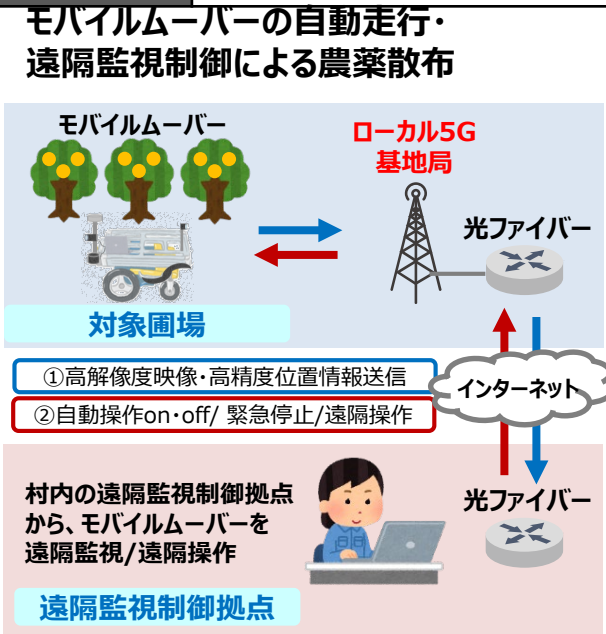 モバイルムーバーの自動走行・
遠隔監視制御による農薬散布
モバイルムーバー
ローカル5G
基地局
光ファイバー
対象圃場
①高解像度映像・高精度位置情報送信
②自動操作on・off/ 緊急停止/遠隔操作
インターネット
村内の遠隔監視制御拠点
から、モバイルムーバーを
遠隔監視/遠隔操作
光ファイバー
遠隔監視制御拠点